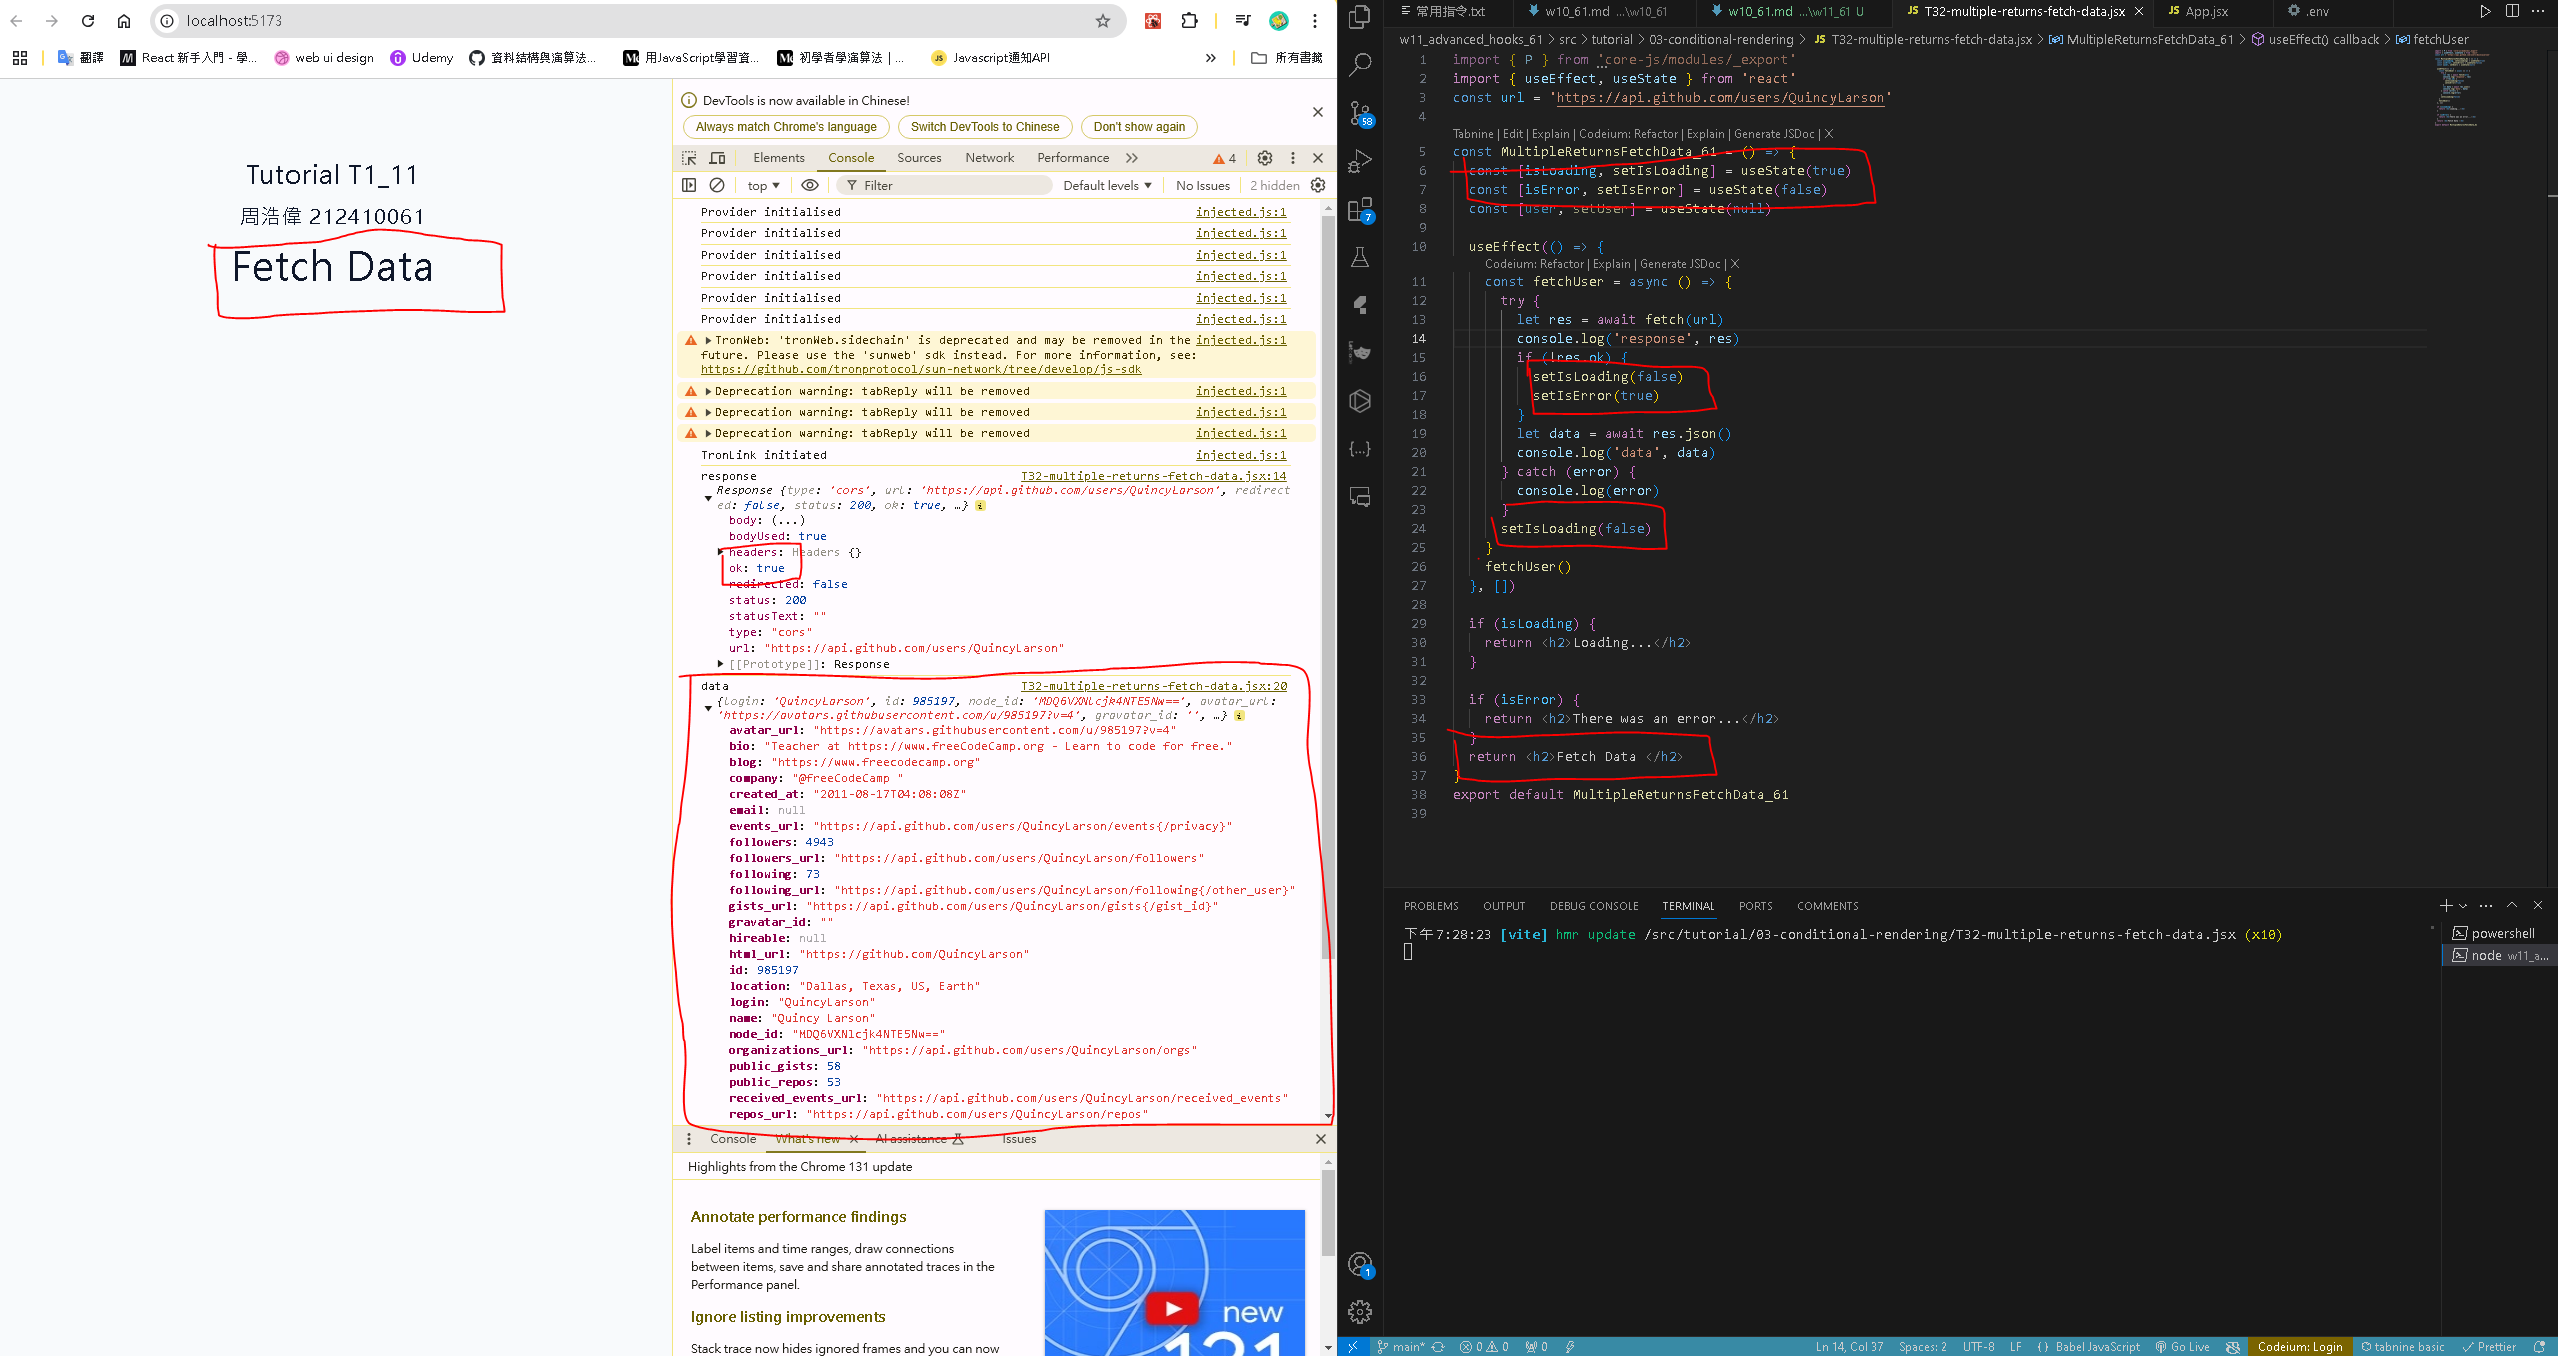 localhost:5173
翻譯
React 新手入門 - 學...
web ui design
Udemy
資料結構與演算法...
用JavaScript學習資...
初學者學演算法 | ...
Javascript通知API
所有書籤
Tutorial T1_11
周浩偉 212410061
Fetch Data
DevTools is now available in Chinese!
Always match Chrome's language
Switch DevTools to Chinese
Don't show again
Elements
Console
Sources
Network
Performance
4
top
Filter
Default levels
No Issues
2 hidden
Provider initialised injected.js:1
Provider initialised injected.js:1
Provider initialised injected.js:1
Provider initialised injected.js:1
Provider initialised injected.js:1
Provider initialised injected.js:1
TronWeb: 'tronWeb.sidechain' is deprecated and may be removed in the injected.js:1
future. Please use the 'sunweb' sdk instead. For more information, see:
https://github.com/tronprotocol/sun-network/tree/develop/js-sdk
Deprecation warning: tabReply will be removed injected.js:1
Deprecation warning: tabReply will be removed injected.js:1
Deprecation warning: tabReply will be removed injected.js:1
TronLink initiated injected.js:1
response T32-multiple-returns-fetch-data.jsx:14
Response {type: 'cors', url: 'https://api.github.com/users/QuincyLarson', redirect
ed: false, status: 200, ok: true, …}
body: (...)
bodyUsed: true
headers: Headers {}
ok: true
redirected: false
status: 200
statusText: ""
type: "cors"
url: "https://api.github.com/users/QuincyLarson"
[[Prototype]]: Response
data T32-multiple-returns-fetch-data.jsx:20
{login: 'QuincyLarson', id: 985197, node_id: 'MDQ6VXNlcjk4NTE5Nw==', avatar_url:
'https://avatars.githubusercontent.com/u/985197?v=4', gravatar_id: '', …}
avatar_url: "https://avatars.githubusercontent.com/u/985197?v=4"
bio: "Teacher at https://www.freeCodeCamp.org - Learn to code for free."
blog: "https://www.freecodecamp.org"
company: "@freeCodeCamp "
created_at: "2011-08-17T04:08:08Z"
email: null
events_url: "https://api.github.com/users/QuincyLarson/events{/privacy}"
followers: 4943
followers_url: "https://api.github.com/users/QuincyLarson/followers"
following: 73
following_url: "https://api.github.com/users/QuincyLarson/following{/other_user}"
gists_url: "https://api.github.com/users/QuincyLarson/gists{/gist_id}"
gravatar_id: ""
hireable: null
html_url: "https://github.com/QuincyLarson"
id: 985197
location: "Dallas, Texas, US, Earth"
login: "QuincyLarson"
name: "Quincy Larson"
node_id: "MDQ6VXNlcjk4NTE5Nw=="
organizations_url: "https://api.github.com/users/QuincyLarson/orgs"
public_gists: 58
public_repos: 53
received_events_url: "https://api.github.com/users/QuincyLarson/received_events"
repos_url: "https://api.github.com/users/QuincyLarson/repos"
Console
What's new
AI assistance
Issues
Highlights from the Chrome 131 update
Annotate performance findings
Label items and time ranges, draw connections
between items, save and share annotated traces in the
Performance panel.
Ignore listing improvements
Stack trace now hides ignored frames and you can now
new
131
常用指令.txt
w10_61.md ...\w10_61
w10_61.md ...\w11_61 U
JS T32-multiple-returns-fetch-data.jsx
JS App.jsx
.env
w11_advanced_hooks_61 > src > tutorial > 03-conditional-rendering > JS T32-multiple-returns-fetch-data.jsx > MultipleReturnsFetchData_61 > useEffect() callback > fetchUser
58
7
1
1 import { P } from 'core-js/modules/_export'
2 import { useEffect, useState } from 'react'
3 const url = 'https://api.github.com/users/QuincyLarson'
4
Tabnine | Edit | Explain | Codeium: Refactor | Explain | Generate JSDoc | X
5 const MultipleReturnsFetchData_61 = () => {
6 const [isLoading, setIsLoading] = useState(true)
7 const [isError, setIsError] = useState(false)
8 const [user, setUser] = useState(null)
9
10 useEffect(() => {
Codeium: Refactor | Explain | Generate JSDoc | X
11 const fetchUser = async () => {
12 try {
13 let res = await fetch(url)
14 console.log('response', res)
15 if (!res.ok) {
16 setIsLoading(false)
17 setIsError(true)
18 }
19 let data = await res.json()
20 console.log('data', data)
21 } catch (error) {
22 console.log(error)
23 }
24 setIsLoading(false)
25 }
26 fetchUser()
27 }, [])
28
29 if (isLoading) {
30 return <h2>Loading...</h2>
31 }
32
33 if (isError) {
34 return <h2>There was an error...</h2>
35 }
36 return <h2>Fetch Data </h2>
37 }
38 export default MultipleReturnsFetchData_61
39
PROBLEMS
OUTPUT
DEBUG CONSOLE
TERMINAL
PORTS
COMMENTS
下午7:28:23 [vite] hmr update /src/tutorial/03-conditional-rendering/T32-multiple-returns-fetch-data.jsx (x10)
powershell
node w11_a...
main*
0 0
0
Ln 14, Col 37
Spaces: 2
UTF-8
LF
{ } Babel JavaScript
Go Live
Codeium: Login
tabnine basic
Prettier